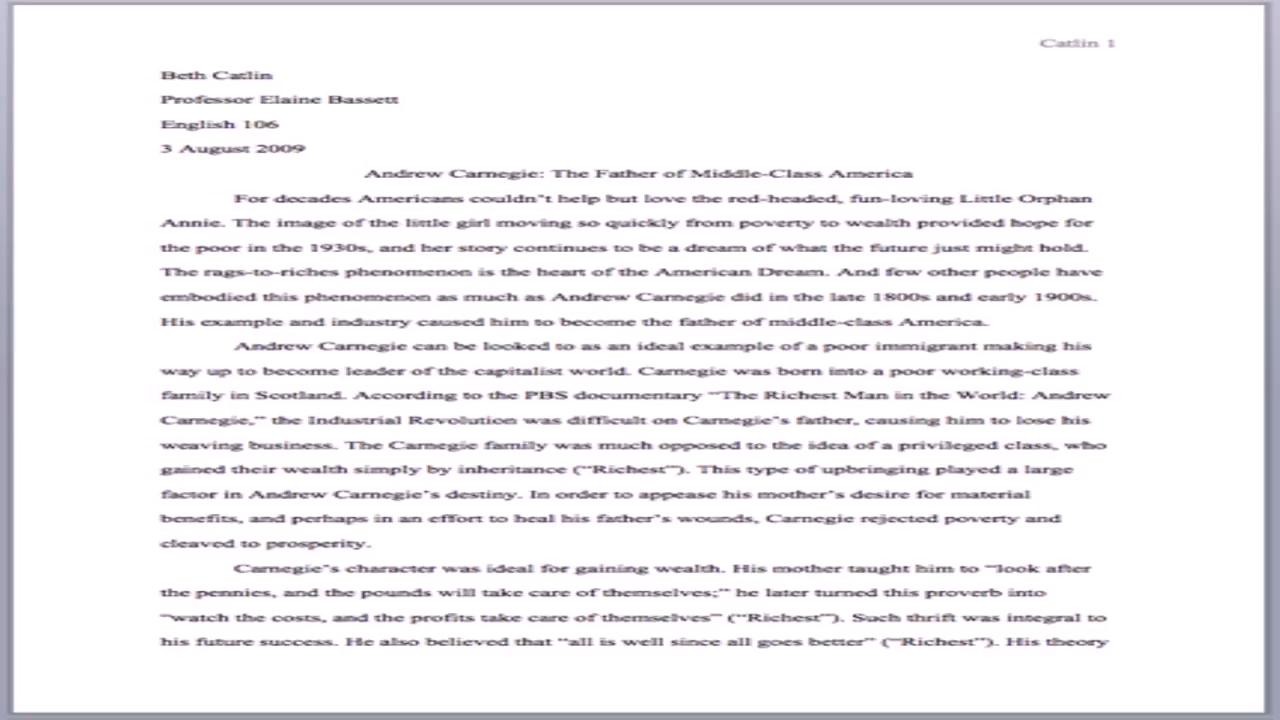 Catlin 1
Beth Catlin
Professor Elaine Bassett
English 106
3 August 2009
Andrew Carnegie: The Father of Middle-Class America
For decades Americans couldn't help but love the red-headed, fun-loving Little Orphan
Annie. The image of the little girl moving so quickly from poverty to wealth provided hope for
the poor in the 1930s, and her story continues to be a dream of what the future just might hold.
The rags-to-riches phenomenon is the heart of the American Dream. And few other people have
embodied this phenomenon as much as Andrew Carnegie did in the late 1800s and early 1900s.
His example and industry caused him to become the father of middle-class America.
Andrew Carnegie can be looked to as an ideal example of a poor immigrant making his
way up to become leader of the capitalist world. Carnegie was born into a poor working-class
family in Scotland. According to the PBS documentary “The Richest Man in the World: Andrew
Carnegie,” the Industrial Revolution was difficult on Carnegie's father, causing him to lose his
weaving business. The Carnegie family was much opposed to the idea of a privileged class, who
gained their wealth simply by inheritance (“Richest”). This type of upbringing played a large
factor in Andrew Carnegie's destiny. In order to appease his mother's desire for material
benefits, and perhaps in an effort to heal his father's wounds, Carnegie rejected poverty and
cleaved to prosperity.
Carnegie's character was ideal for gaining wealth. His mother taught him to “look after
the pennies, and the pounds will take care of themselves;” he later turned this proverb into
“watch the costs, and the profits take care of themselves” (“Richest”). Such thrift was integral to
his future success. He also believed that “all is well since all goes better” (“Richest”). His theory